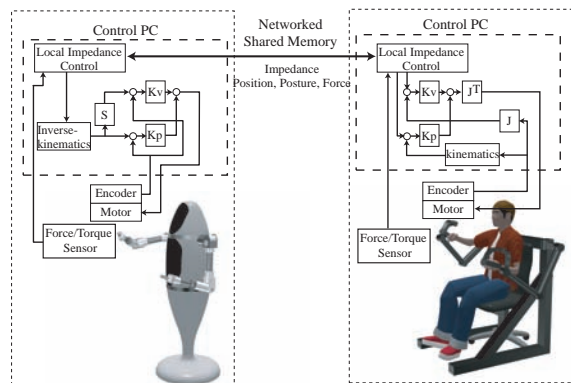 Control PC
Local Impedance
Control
S
Kv
Inverse-
kinematics
Kp
Encoder
Motor
Force/Torque
Sensor
Networked
Shared Memory
Impedance
Position, Posture, Force
Control PC
Local Impedance
Control
Kv
J^T
J
Kp
kinematics
Encoder
Motor
Force/Torque
Sensor